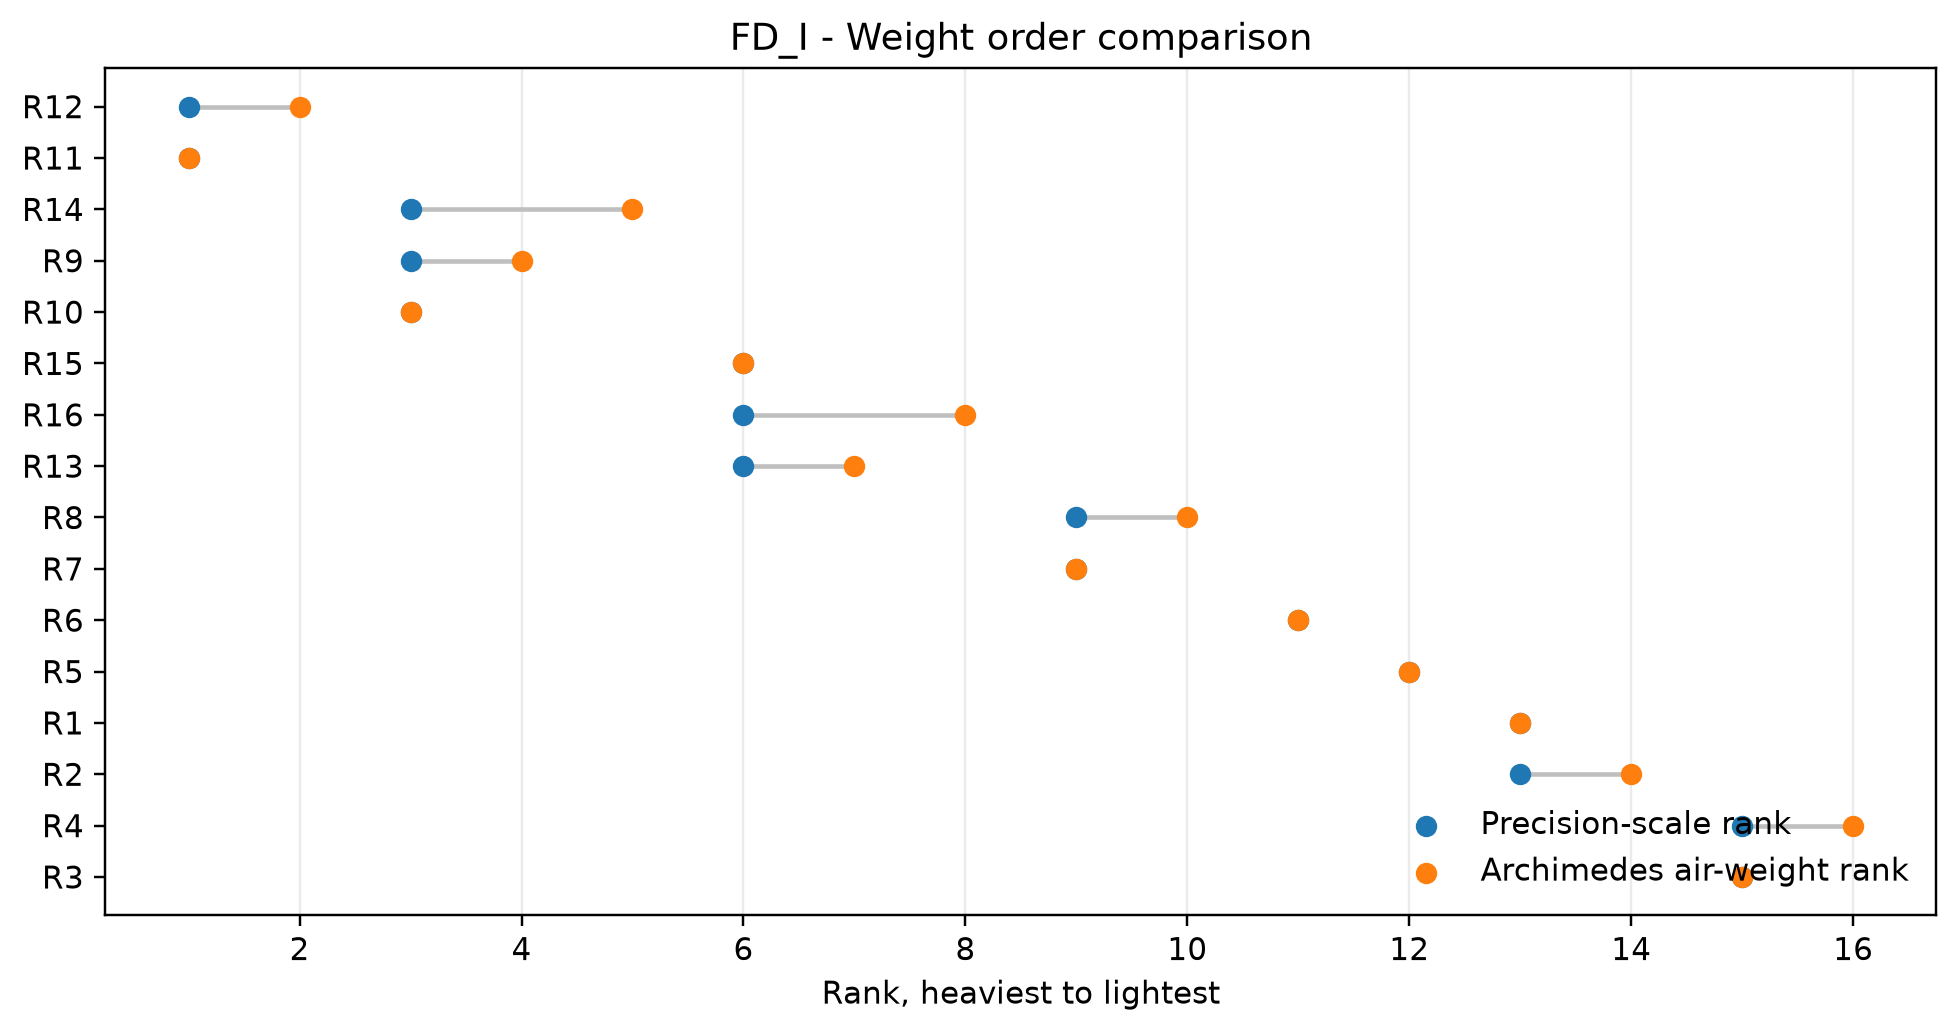 FD_I - Weight order comparison
R12
R11
R14
R9
R10
R15
R16
R13
R8
R7
R6
R5
R1
R2
R4
R3
Precision-scale rank
Archimedes air-weight rank
2 4 6 8 10 12 14 16
Rank, heaviest to lightest